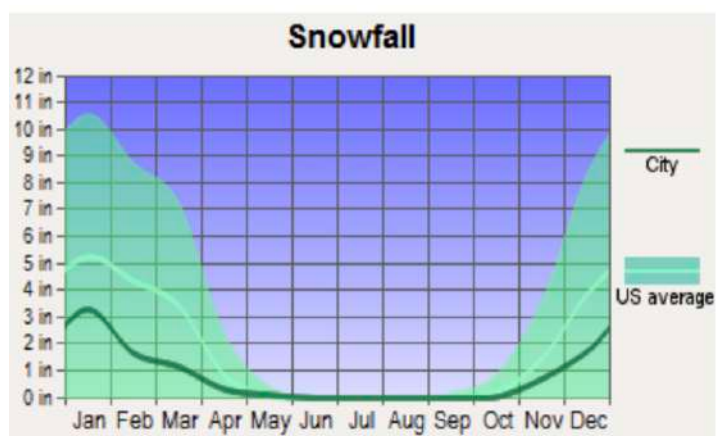 Snowfall
12 in
11 in
10 in
9 in
8 in
7 in
6 in
5 in
4 in
3 in
2 in
1 in
0 in
Jan Feb Mar Apr May Jun Jul Aug Sep Oct Nov Dec
City
US average